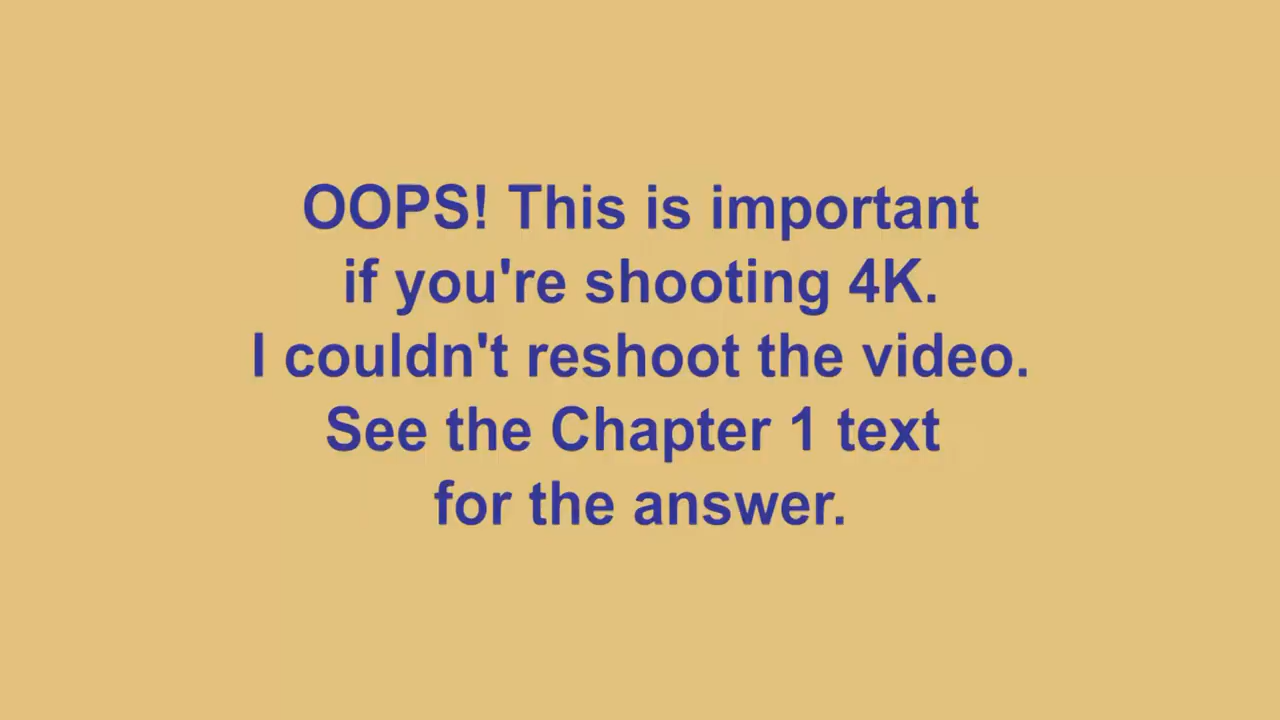 OOPS! This is important
if you're shooting 4K.
I couldn't reshoot the video.
See the Chapter 1 text
for the answer.